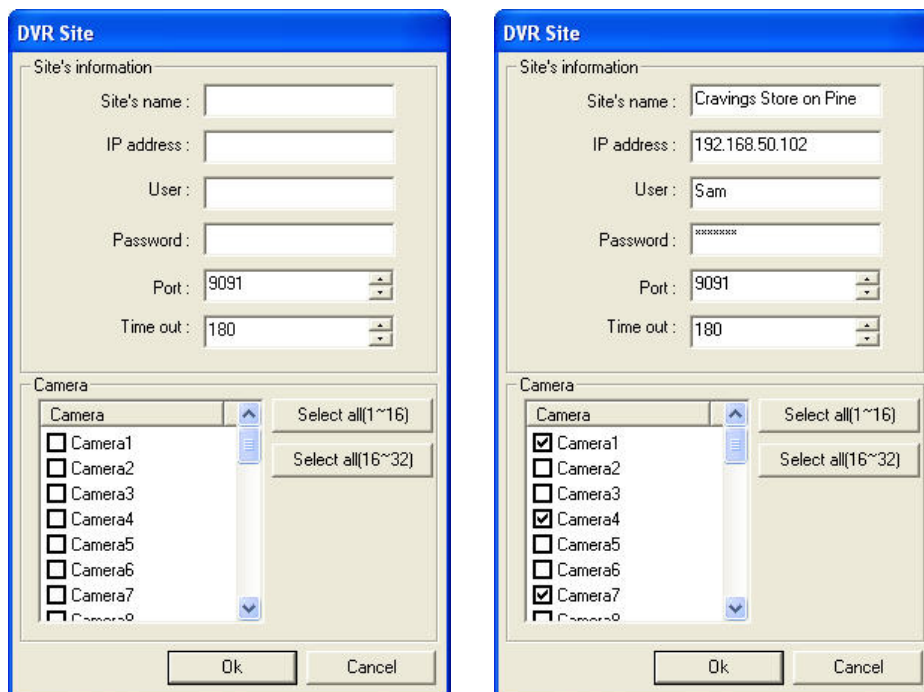 DVR Site
Site's information
Site's name :
IP address :
User :
Password :
Port : 9091
Time out : 180
Camera
Camera
Select all(1~16)
Select all(16~32)
Camera1
Camera2
Camera3
Camera4
Camera5
Camera6
Camera7
Ok
Cancel
DVR Site
Site's information
Site's name : Cravings Store on Pine
IP address : 192.168.50.102
User : Sam
Password : *******
Port : 9091
Time out : 180
Camera
Camera
Select all(1~16)
Select all(16~32)
Camera1
Camera2
Camera3
Camera4
Camera5
Camera6
Camera7
Ok
Cancel